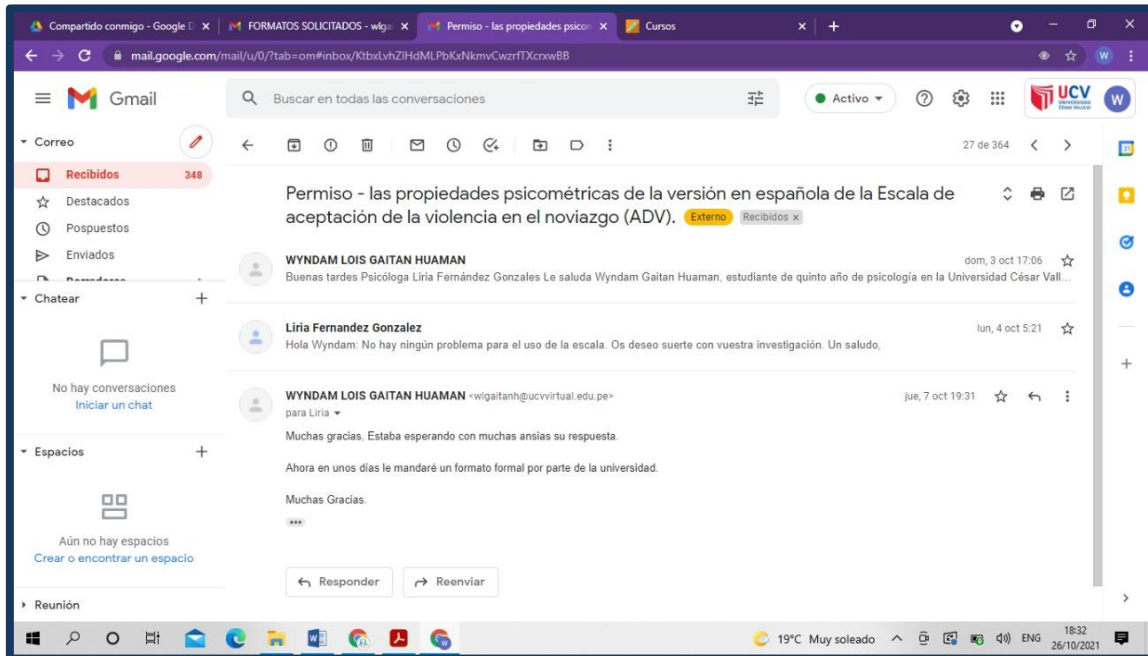 Compartido conmigo - Google D
FORMATOS SOLICITADOS - wlga
Permiso - las propiedades psicom
Cursos
mail.google.com/mail/u/0/?tab=om#inbox/KtbxLvhZlHdMLPbKxNkmvCwzrfTXcrxwBB
W
Gmail
Buscar en todas las conversaciones
Activo
UCV
UNIVERSIDAD
CÉSAR VALLEJO
W
Correo
27 de 364
Recibidos 348
Destacados
Pospuestos
Enviados
Borradores
Chatear
No hay conversaciones
Iniciar un chat
Espacios
Aún no hay espacios
Crear o encontrar un espacio
Reunión
Permiso - las propiedades psicométricas de la versión en española de la Escala de
aceptación de la violencia en el noviazgo (ADV). Externo Recibidos x
WYNDAM LOIS GAITAN HUAMAN dom, 3 oct 17:06
Buenas tardes Psicóloga Liria Fernández Gonzales Le saluda Wyndam Gaitan Huaman, estudiante de quinto año de psicología en la Universidad César Vall...
Liria Fernandez Gonzalez lun, 4 oct 5:21
Hola Wyndam: No hay ningún problema para el uso de la escala. Os deseo suerte con vuestra investigación. Un saludo,
WYNDAM LOIS GAITAN HUAMAN <wlgaitanh@ucvvirtual.edu.pe> jue, 7 oct 19:31
para Liria
Muchas gracias, Estaba esperando con muchas ansias su respuesta.
Ahora en unos días le mandaré un formato formal por parte de la universidad.
Muchas Gracias.
Responder
Reenviar
19°C Muy soleado
ENG
18:32
26/10/2021